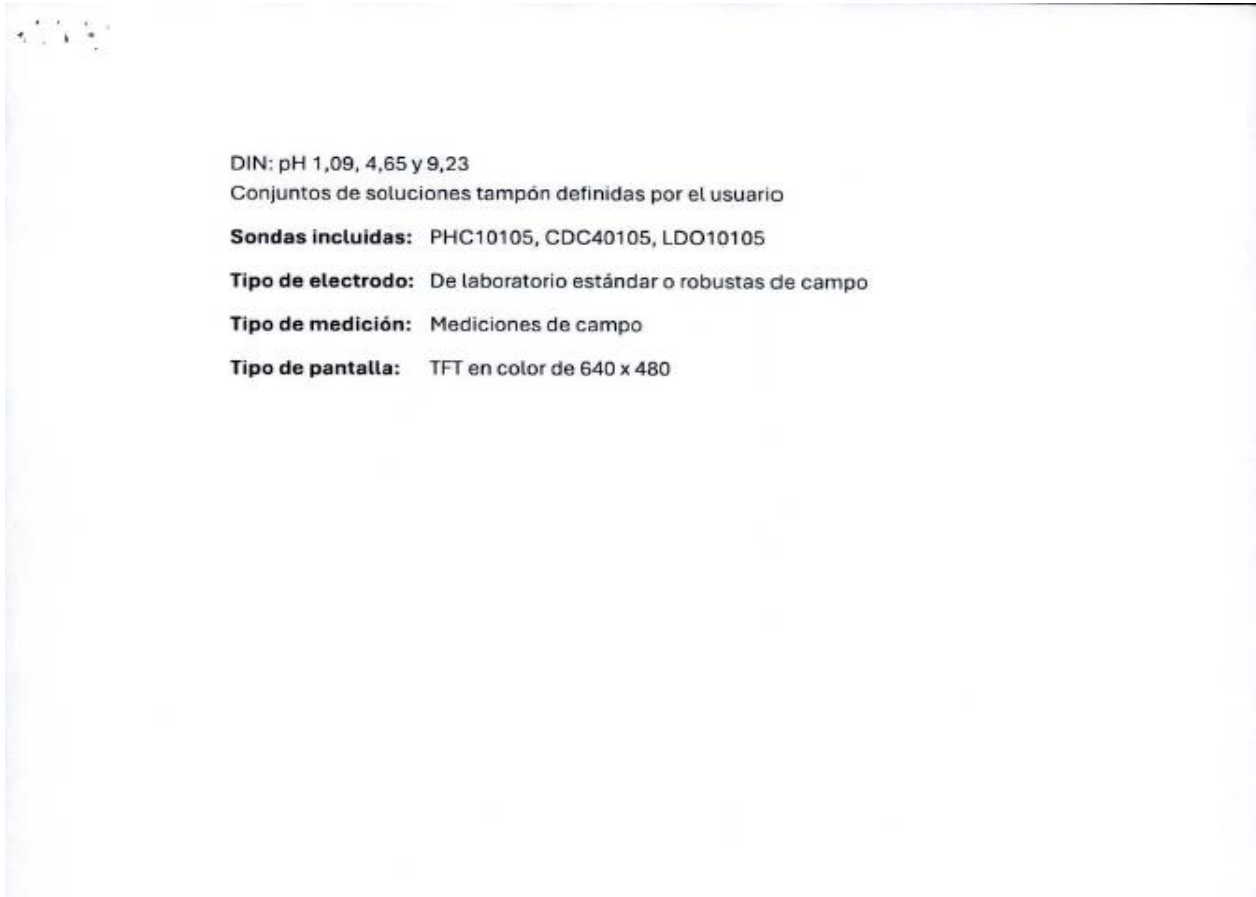 DIN: pH 1,09, 4,65 y 9,23
Conjuntos de soluciones tampón definidas por el usuario
Sondas incluidas: PHC10105, CDC40105, LDO10105
Tipo de electrodo: De laboratorio estándar o robustas de campo
Tipo de medición: Mediciones de campo
Tipo de pantalla: TFT en color de 640 x 480